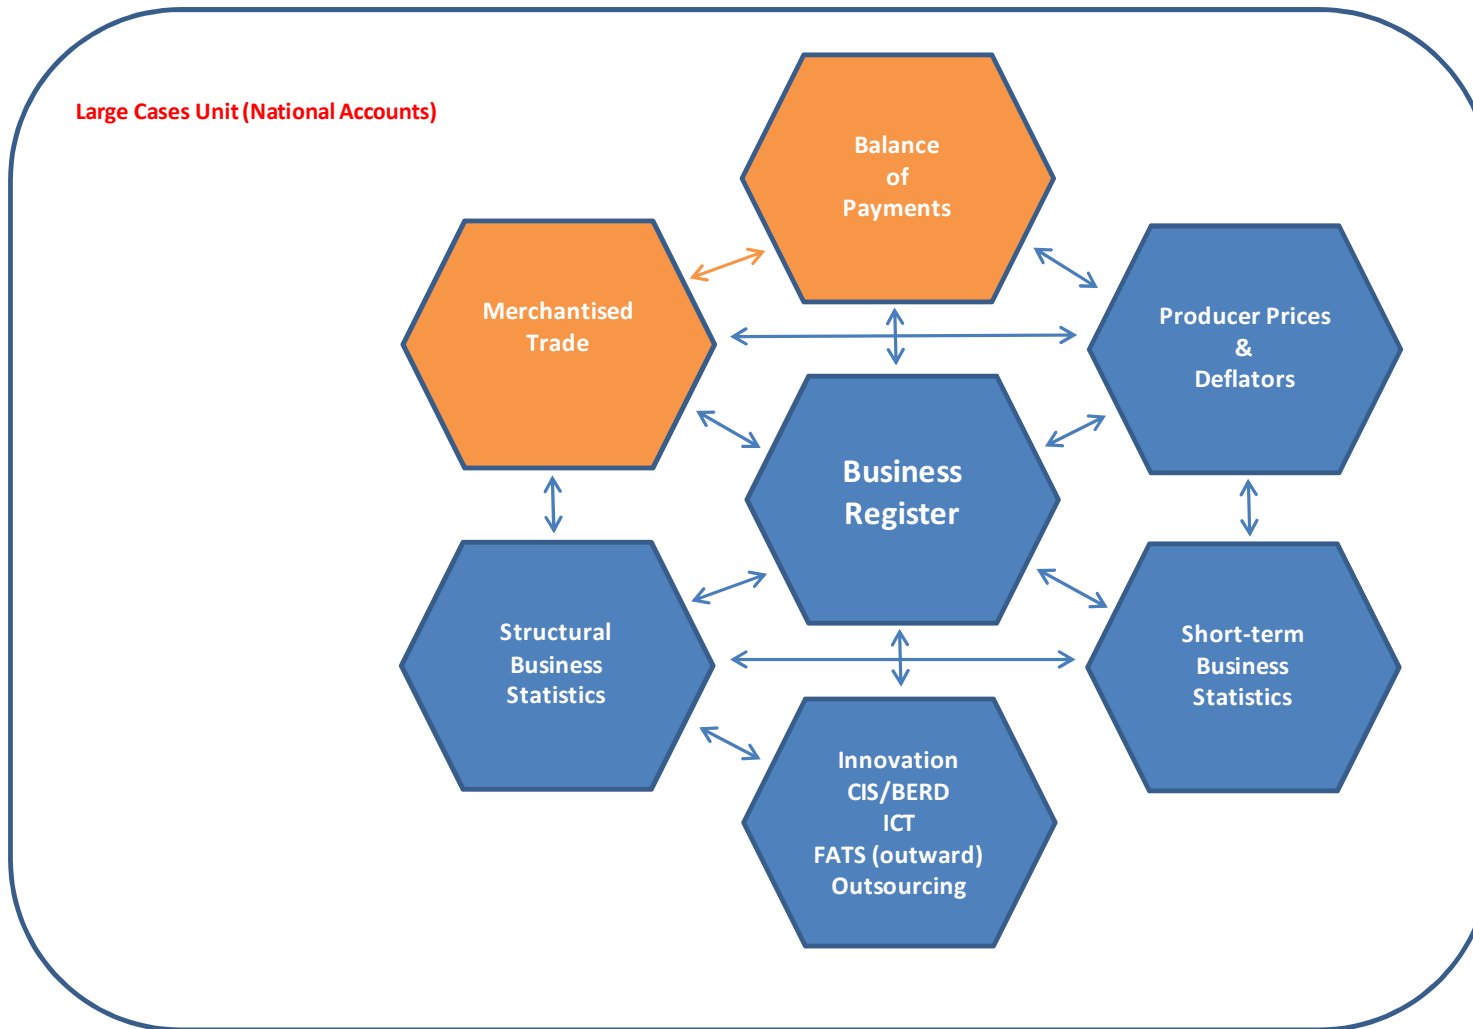 Large Cases Unit (National Accounts)
Balance
of
Payments
Merchantised
Trade
Producer Prices
&
Deflators
Business
Register
Structural
Business
Statistics
Short-term
Business
Statistics
Innovation
CIS/BERD
ICT
FATS (outward)
Outsourcing